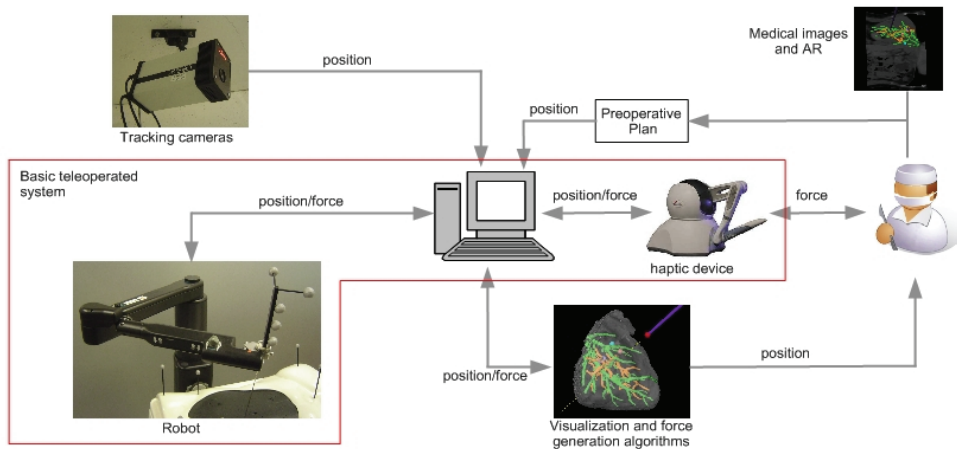 Medical images
and AR
position
position
Preoperative
Plan
Tracking cameras
Basic teleoperated
system
position/force
position/force
force
haptic device
position/force
position
Robot
Visualization and force
generation algorithms